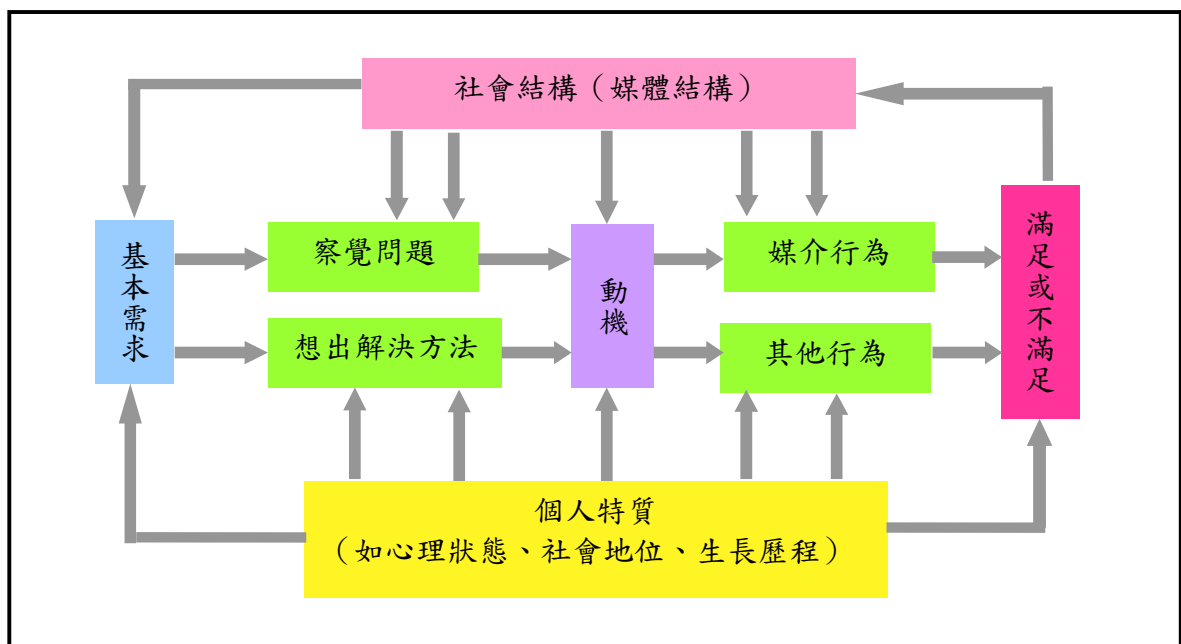 社會結構（媒體結構）
基本需求
察覺問題
想出解決方法
動機
媒介行為
其他行為
滿足或不滿足
個人特質
（如心理狀態、社會地位、生長歷程）